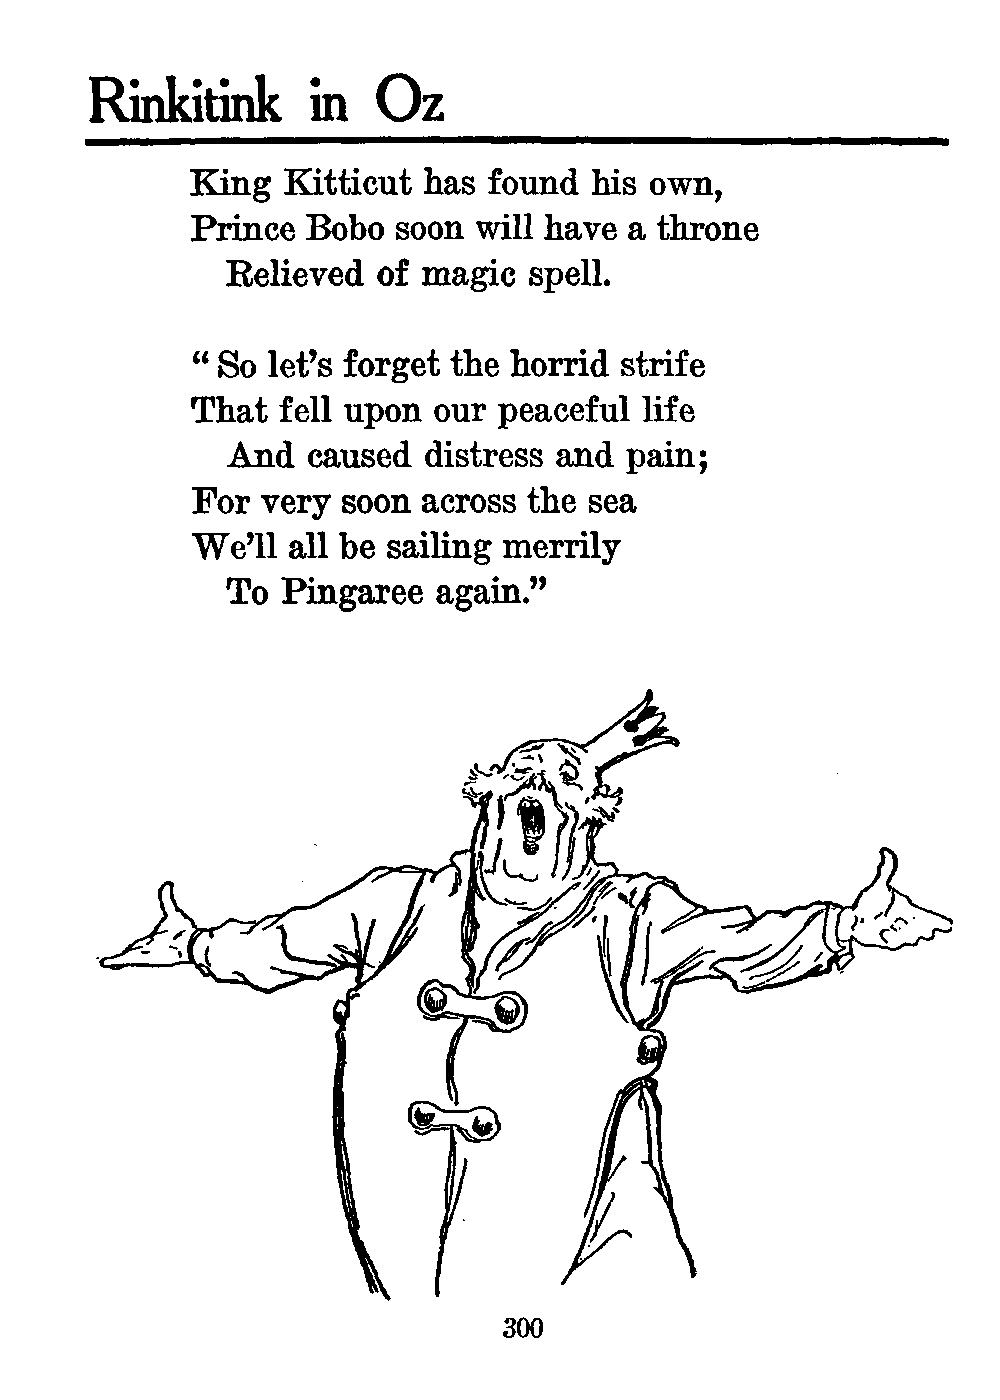 Rinkitink in Oz
King Kitticut has found his own,
Prince Bobo soon will have a throne
Relieved of magic spell.
“ So let’s forget the horrid strife
That fell upon our peaceful life
And caused distress and pain;
For very soon across the sea
We’ll all be sailing merrily
To Pingaree again.”
300